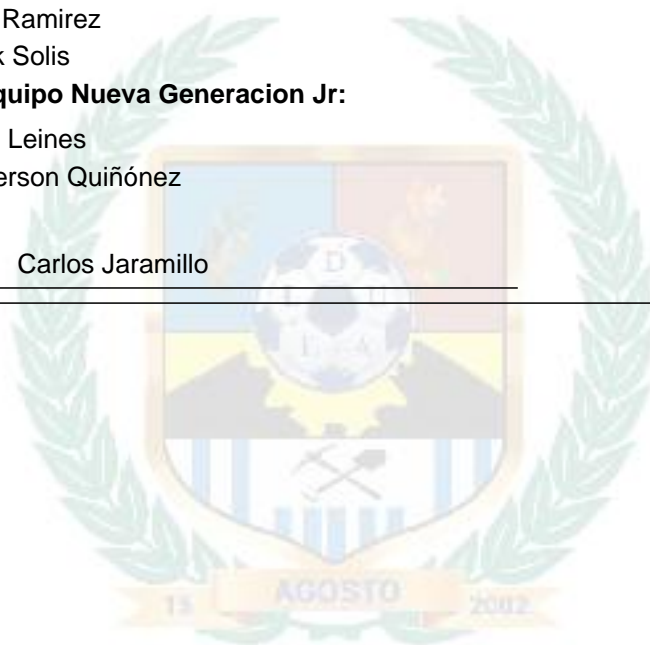 Ramirez
k Solis
quipo Nueva Generacion Jr:
Leines
erson Quiñónez
Carlos Jaramillo
D
L U
L A
15 AGOSTO 2002